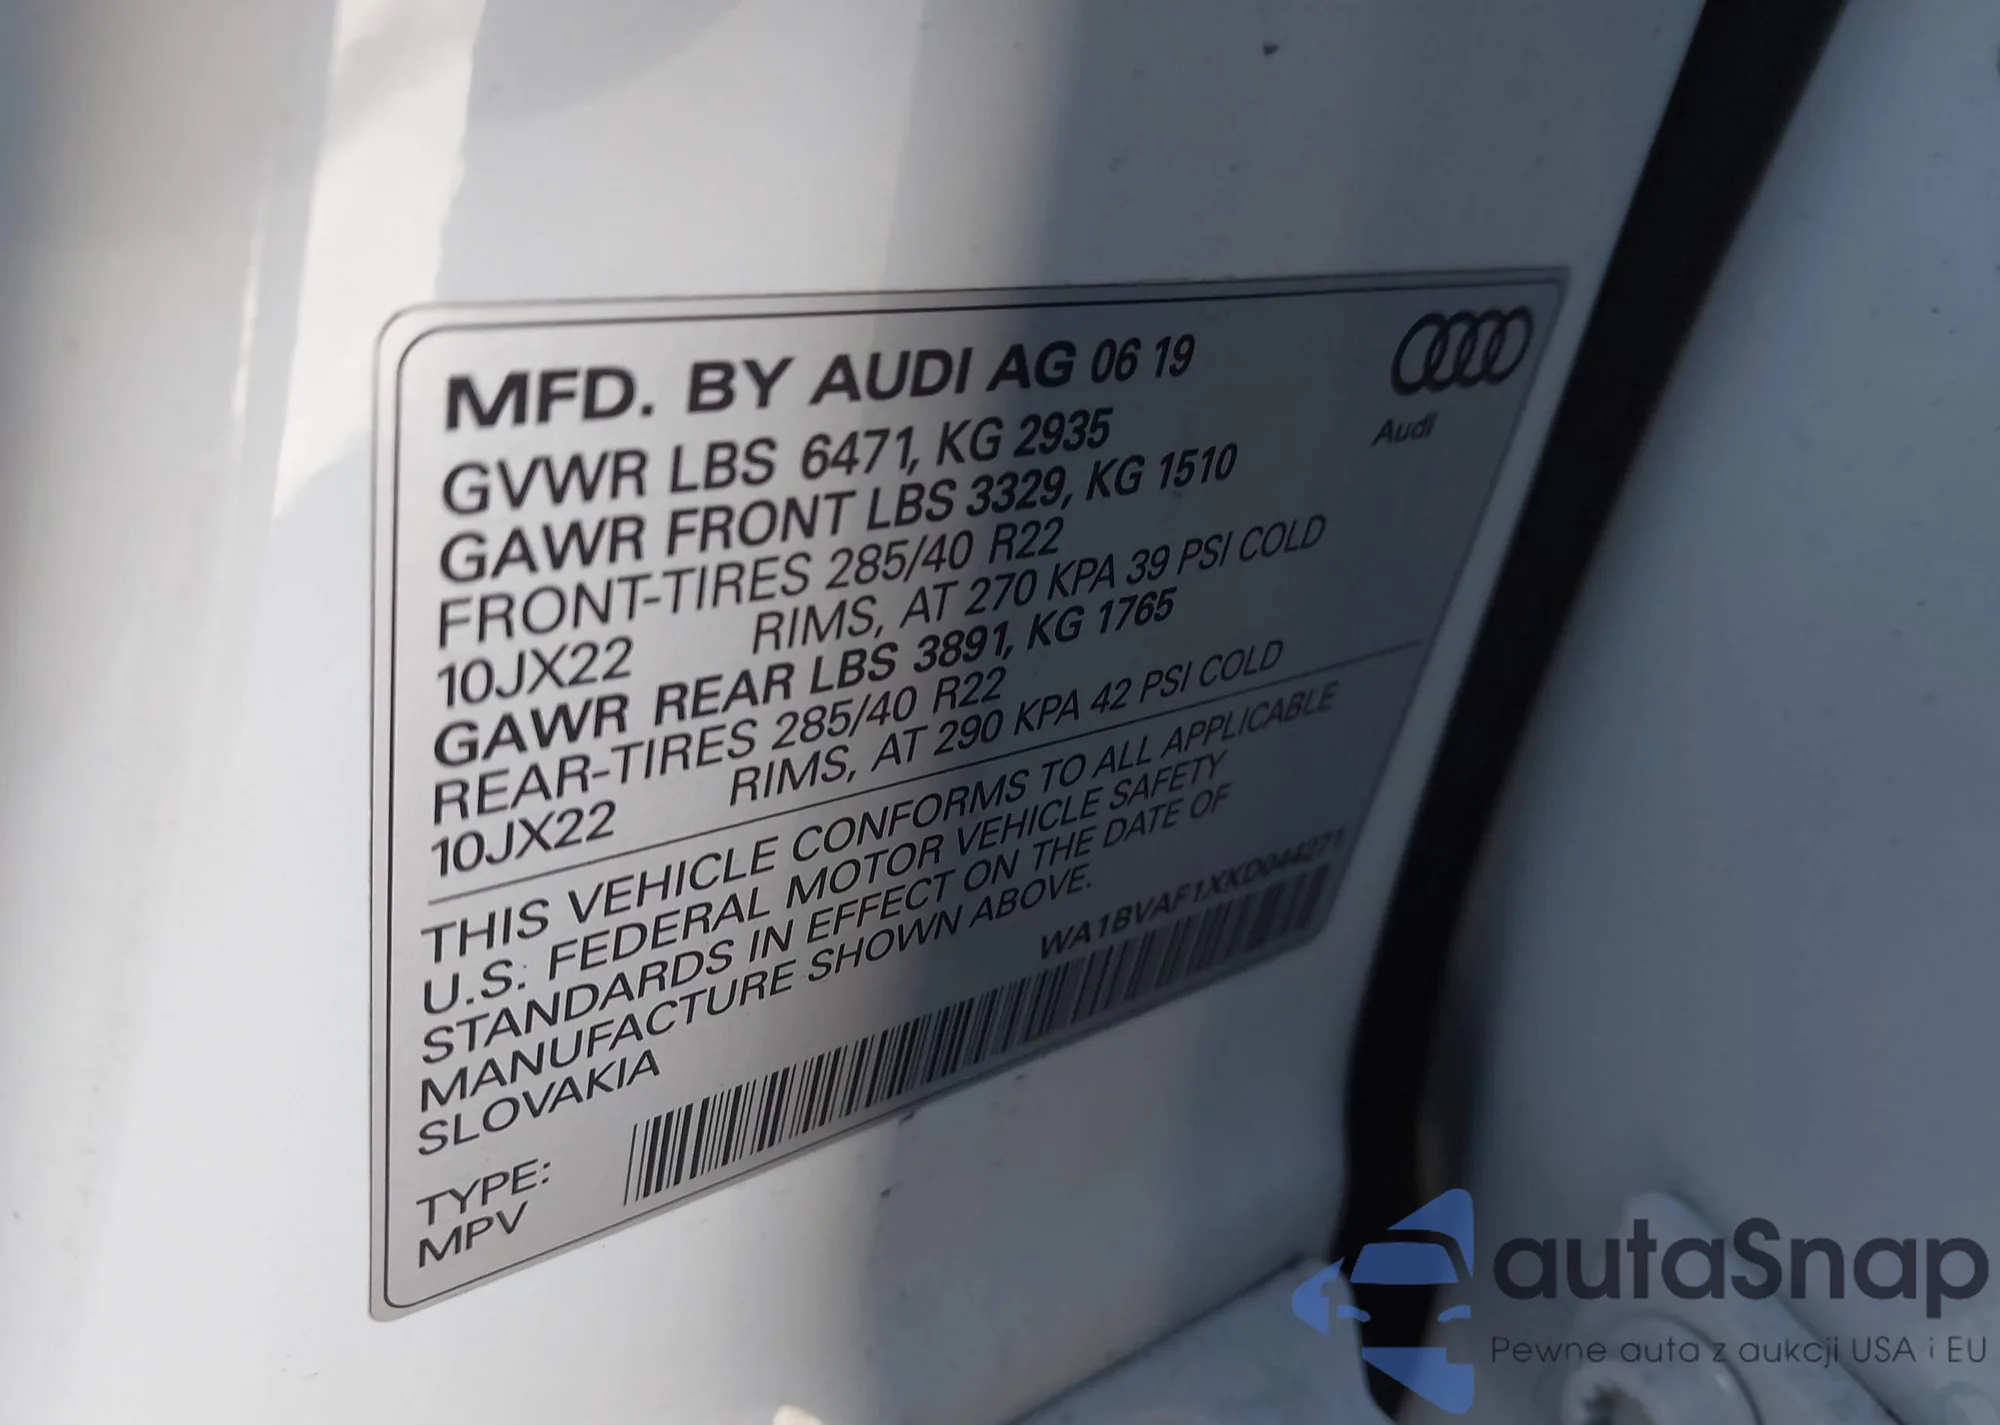 MFD. BY AUDI AG 06 19
Audi
GVWR LBS 6471, KG 2935
GAWR FRONT LBS 3329, KG 1510
FRONT-TIRES 285/40 R22
10JX22 RIMS, AT 270 KPA 39 PSI COLD
GAWR REAR LBS 3891, KG 1765
REAR-TIRES 285/40 R22
10JX22 RIMS, AT 290 KPA 42 PSI COLD
THIS VEHICLE CONFORMS TO ALL APPLICABLE
U.S. FEDERAL MOTOR VEHICLE SAFETY
STANDARDS IN EFFECT ON THE DATE OF
MANUFACTURE SHOWN ABOVE.
SLOVAKIA
WA1BVAF1XKD044271
TYPE:
MPV
autaSnap
Pewne auta z aukcji USA i EU